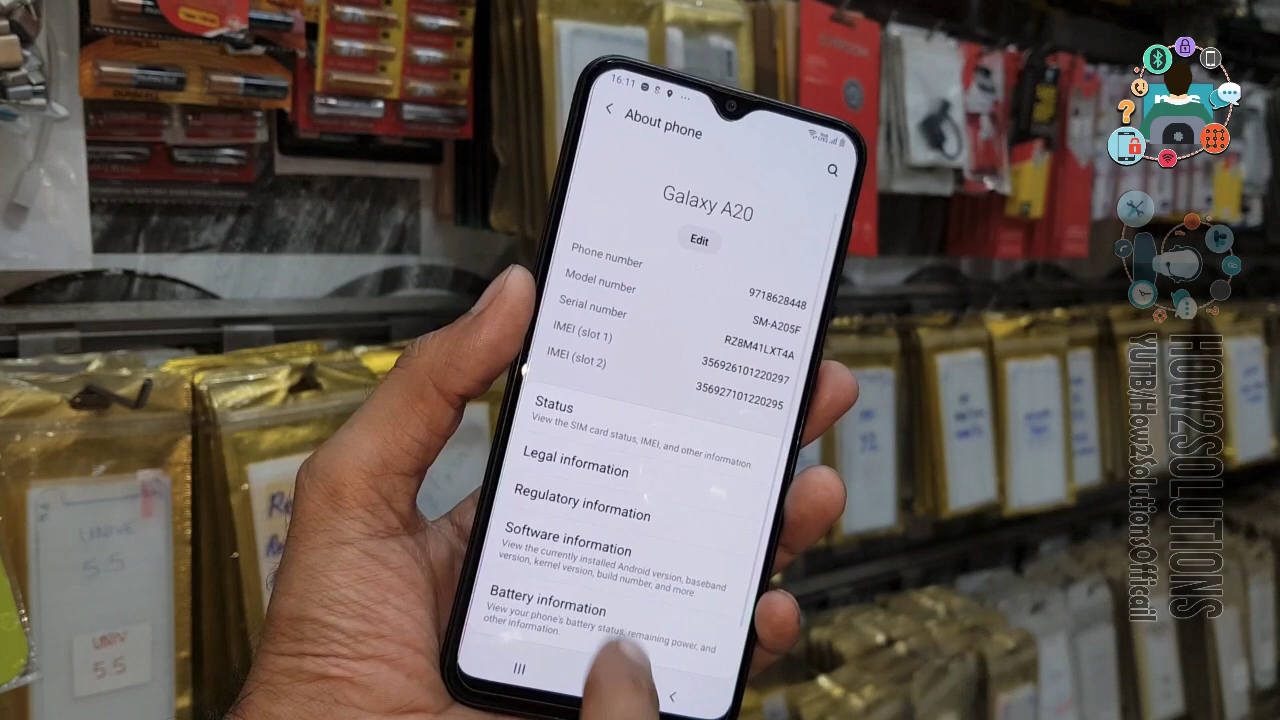 16:11
About phone
Galaxy A20
Edit
Phone number
9718628448
Model number
SM-A205F
Serial number
RZ8M41LXT4A
IMEI (slot 1)
356926101220297
IMEI (slot 2)
356927101220295
Status
View the SIM card status, IMEI, and other information.
Legal information
Regulatory information
Software information
View the currently installed Android version, baseband
version, kernel version, build number, and more.
Battery information
View your phone's battery status, remaining power, and
other information.
HOW2SOLUTIONS
YUTB/How2SolutionsOffcail
5.5
UNIV
5.5